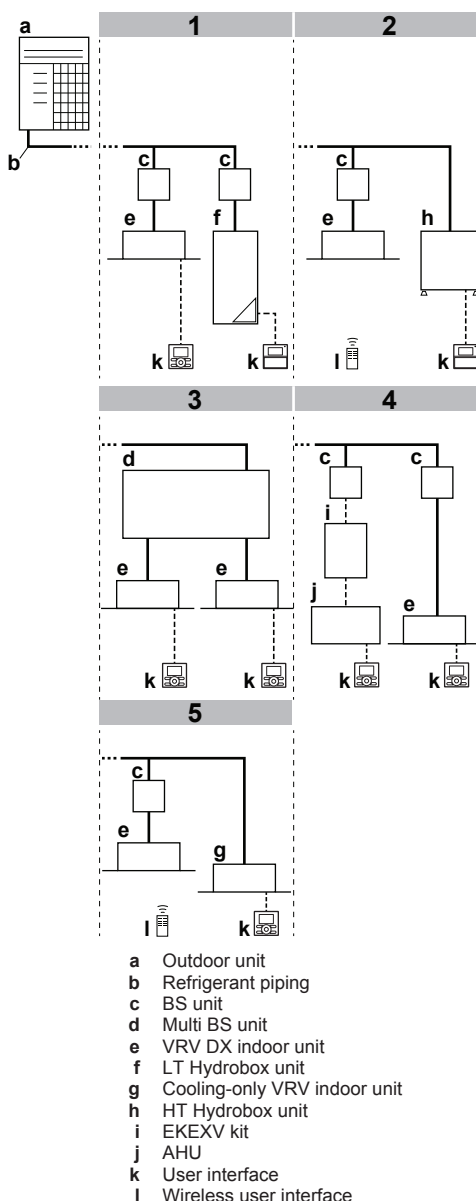 a
1
2
b
c
c
c
e
f
e
h
k
k
l
k
3
4
d
c
c
i
e
e
j
e
k
k
k
k
5
c
e
g
l
k
a Outdoor unit
b Refrigerant piping
c BS unit
d Multi BS unit
e VRV DX indoor unit
f LT Hydrobox unit
g Cooling-only VRV indoor unit
h HT Hydrobox unit
i EKEXV kit
j AHU
k User interface
l Wireless user interface